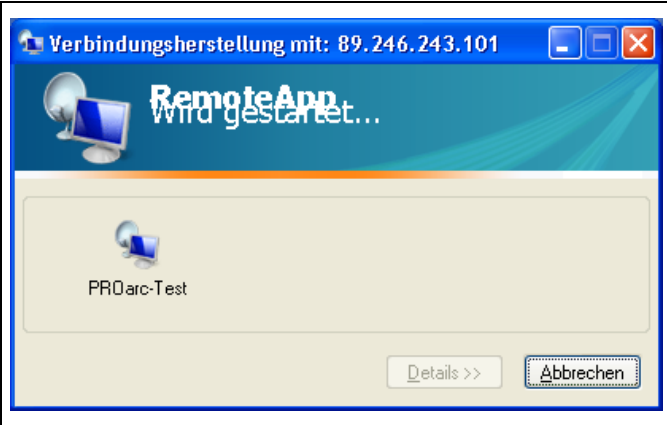 Verbindungsherstellung mit: 89.246.243.101
RemoteApp
Wird gestartet...
PROarc-Test
Details >>
Abbrechen